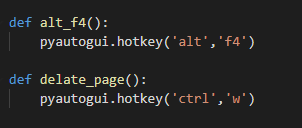 def alt_f4():
    pyautogui.hotkey('alt','f4')
def delate_page():
    pyautogui.hotkey('ctrl','w')